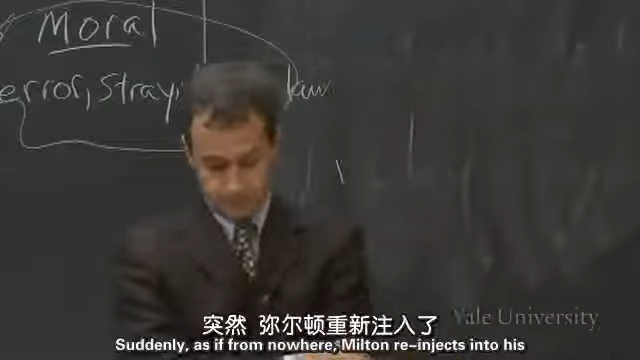 Moral
error, stray,
突然 弥尔顿重新注入了
Yale University
Suddenly, as if from nowhere, Milton re-injects into his